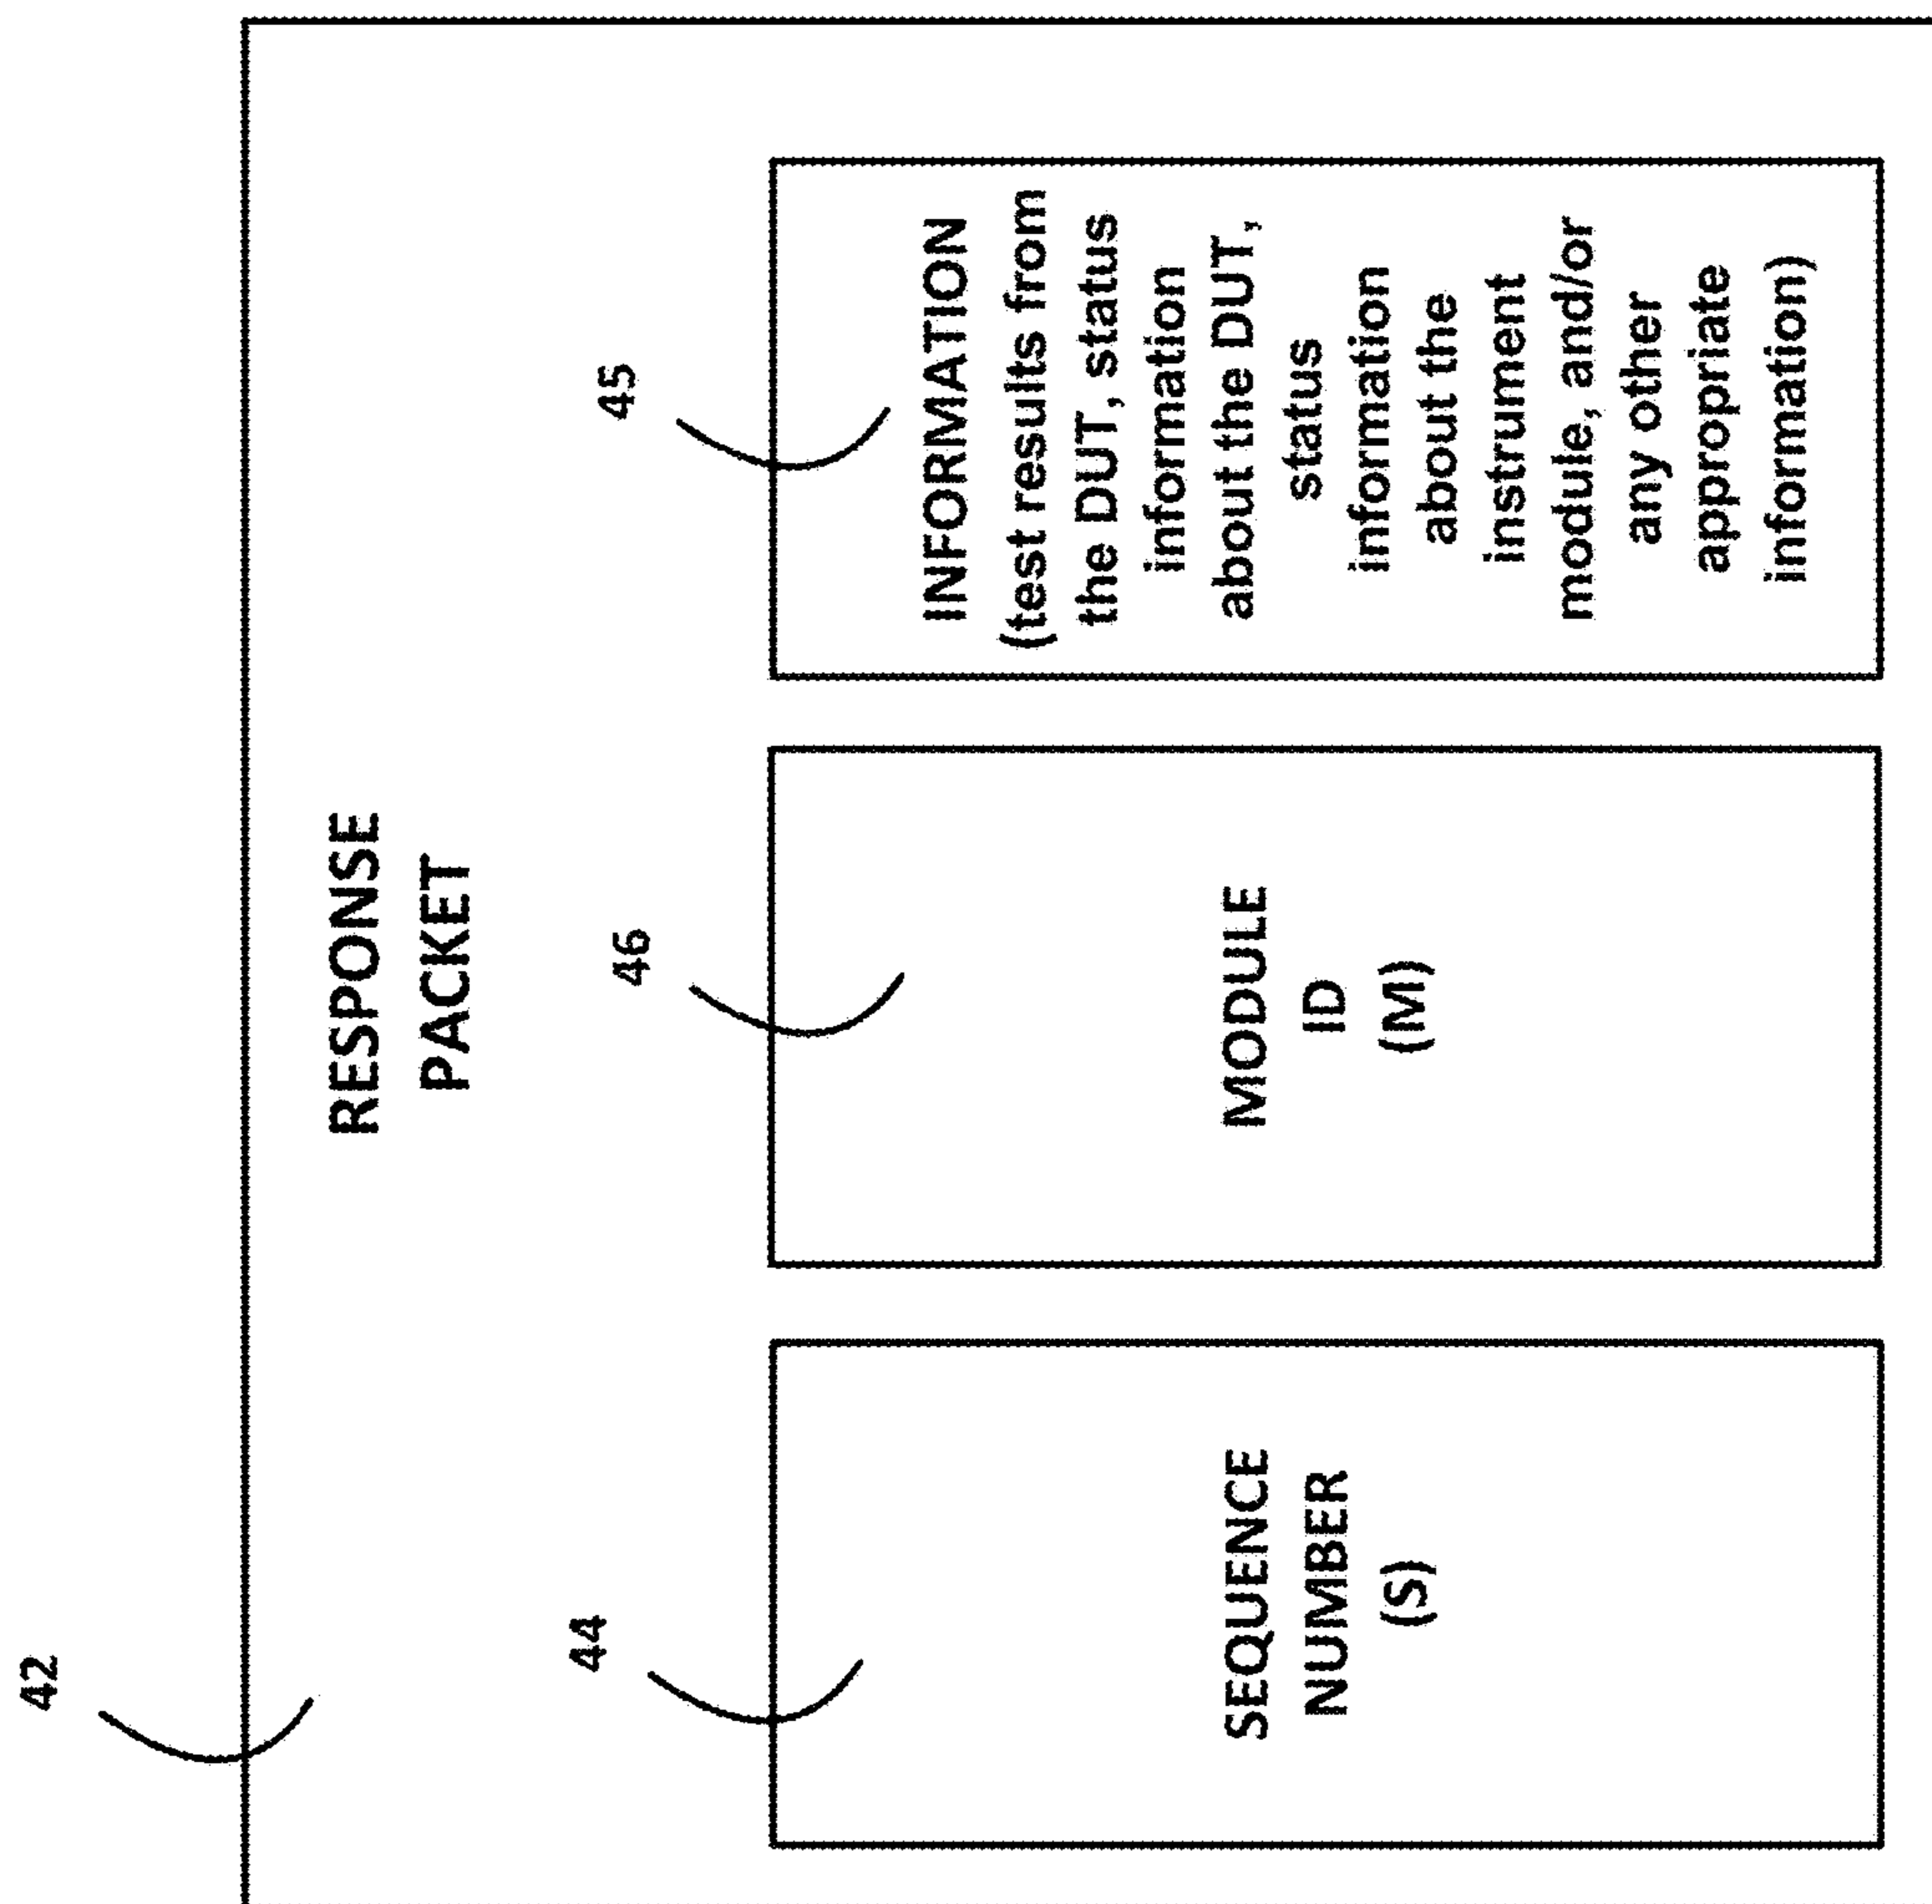 42
RESPONSE
PACKET
44
SEQUENCE
NUMBER
(S)
46
MODULE
ID
(M)
45
INFORMATION
(test results from
the DUT, status
information
about the DUT,
status
information
about the
instrument
module, and/or
any other
appropriate
information)